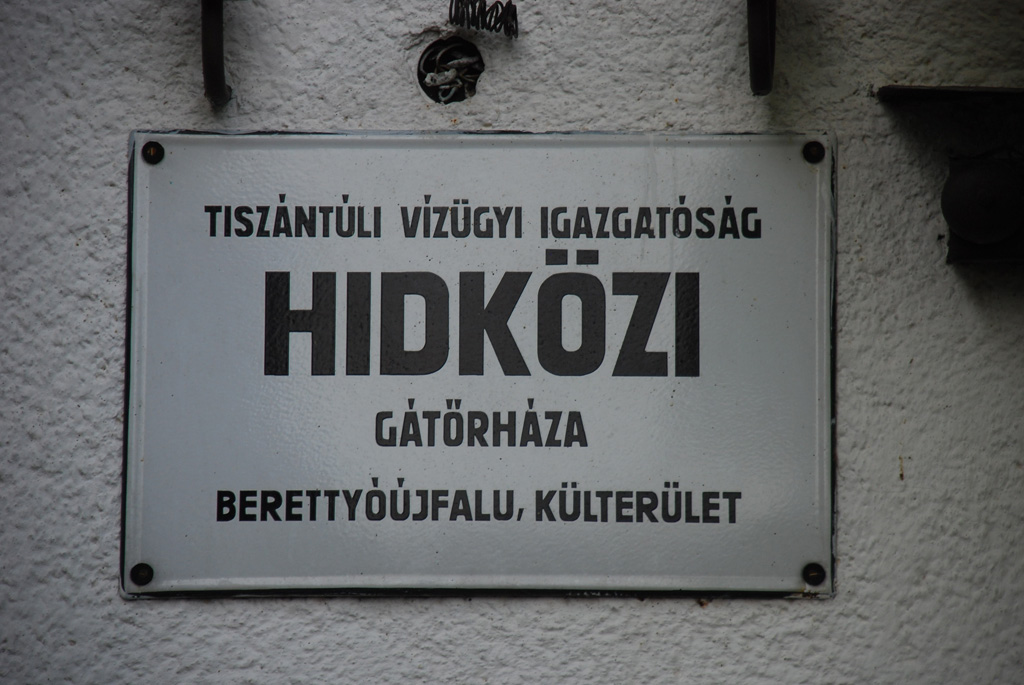 TISZÁNTÚLI VÍZÜGYI IGAZGATÓSÁG
HIDKÖZI
GÁTŐRHÁZA
BERETTYÓÚJFALU, KÜLTERÜLET